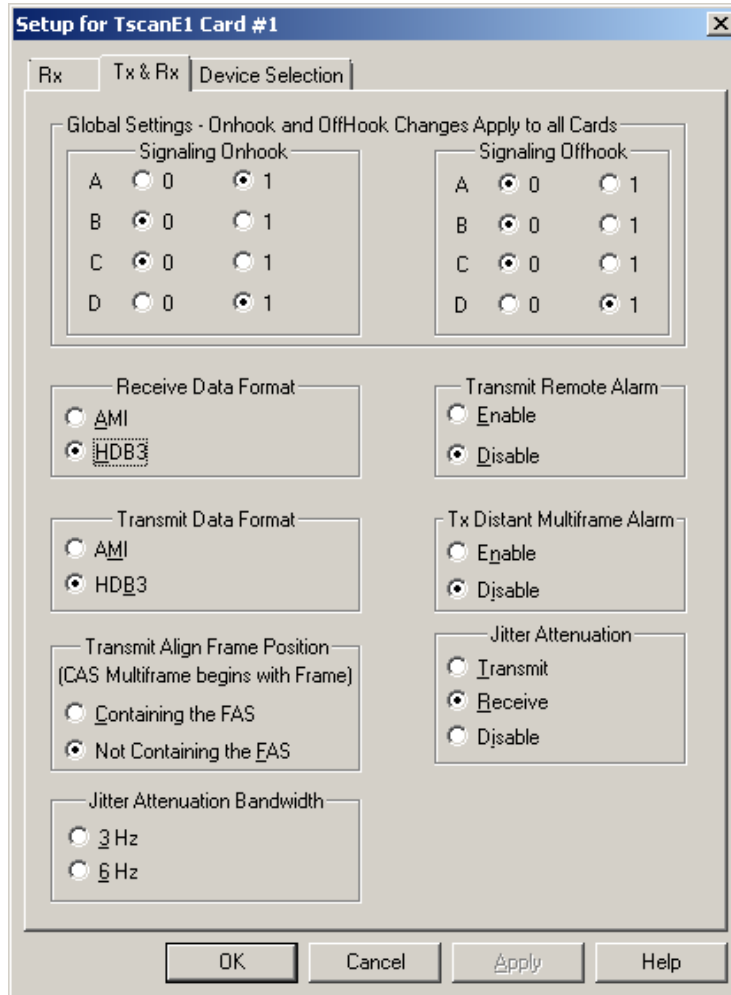 Setup for TscanE1 Card #1
Rx Tx & Rx Device Selection
Global Settings - Onhook and OffHook Changes Apply to all Cards
Signaling Onhook
A 0 1
B 0 1
C 0 1
D 0 1
Signaling Offhook
A 0 1
B 0 1
C 0 1
D 0 1
Receive Data Format
AMI
HDB3
Transmit Remote Alarm
Enable
Disable
Transmit Data Format
AMI
HDB3
Tx Distant Multiframe Alarm
Enable
Disable
Transmit Align Frame Position
(CAS Multiframe begins with Frame)
Containing the FAS
Not Containing the FAS
Jitter Attenuation
Transmit
Receive
Disable
Jitter Attenuation Bandwidth
3 Hz
6 Hz
OK Cancel Apply Help